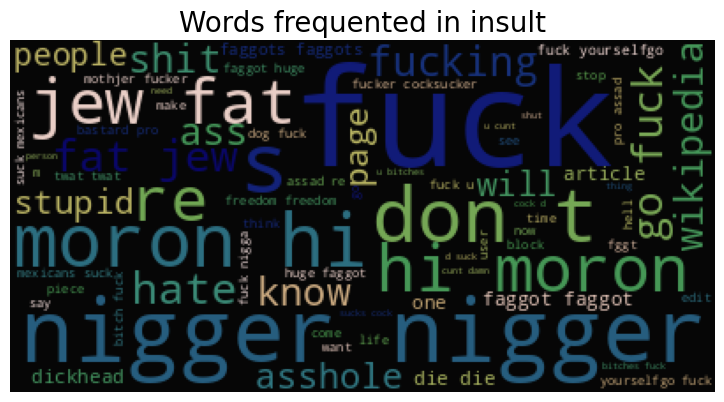 Words frequented in insult
people
shit
faggots faggots
fucking
fuck yourselfgo
mothjer fucker
faggot huge
need
make
jew fat
fuck
fucker cocksucker
stop
bastard pro
ass
dog fuck
u cunt
shut
see
pro assad
go fuck
wikipedia
suck mexicans
person
m
fat jew
s
page
twat twat
assad re
u bitches
fuck u
will
article
thing
stupid
re
freedom freedom
go
don t
cock d
time
hell
moron hi
think
now
user
block
fggt
mexicans suck
fuck nigga
huge faggot
hi moron
d suck
cunt damn
piece
hate
know
one
faggot faggot
edit
say
bitch fuck
nigger nigger
sucks cock
come
life
want
dickhead
asshole
die die
bitches fuck
yourselfgo fuck